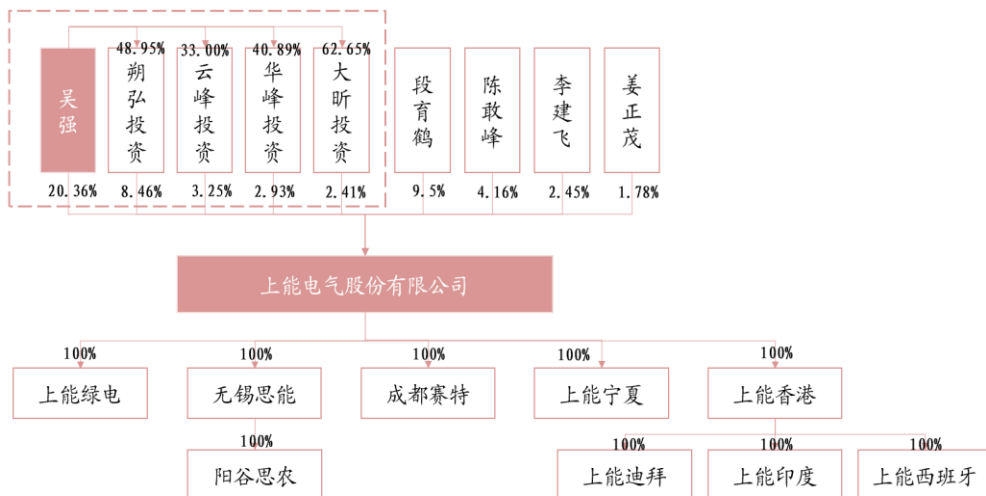 48.95%
33.00%
40.89%
62.65%
吴强
朔弘投资
云峰投资
华峰投资
大昕投资
段育鹤
陈敢峰
李建飞
姜正茂
20.36%
8.46%
3.25%
2.93%
2.41%
9.5%
4.16%
2.45%
1.78%
上能电气股份有限公司
100%
100%
100%
100%
100%
上能绿电
无锡思能
成都赛特
上能宁夏
上能香港
100%
100%
100%
100%
阳谷思农
上能迪拜
上能印度
上能西班牙